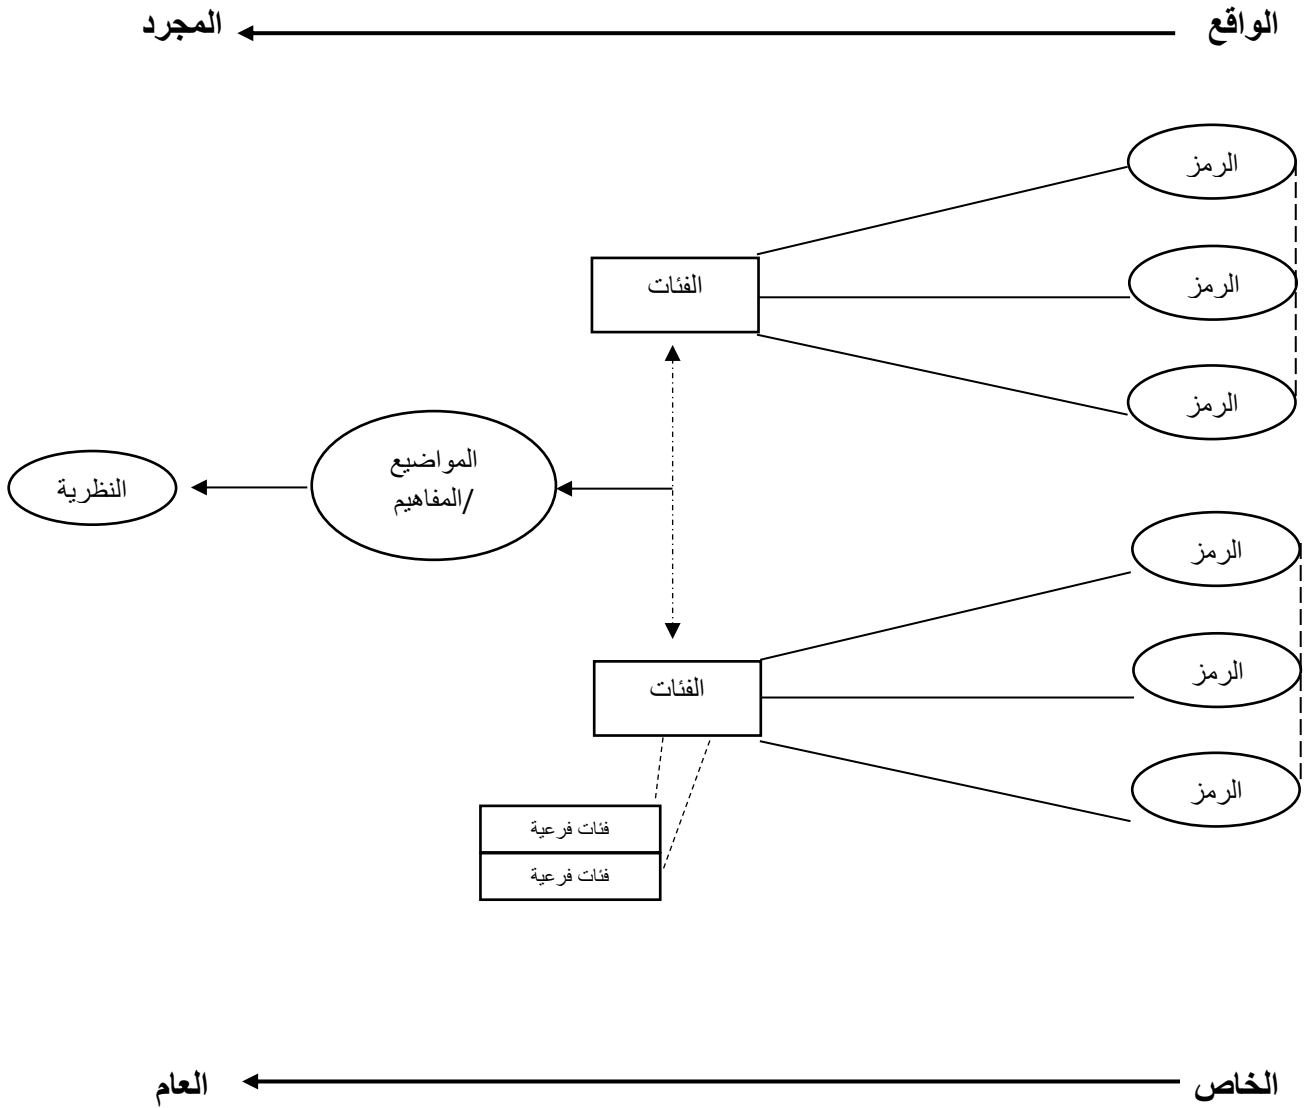 الواقع
المجرد
الرمز
الرمز
الرمز
الفئات
المواضيع
/المفاهيم
النظرية
الرمز
الرمز
الرمز
الفئات
فئات فرعية
فئات فرعية
الخاص
العام